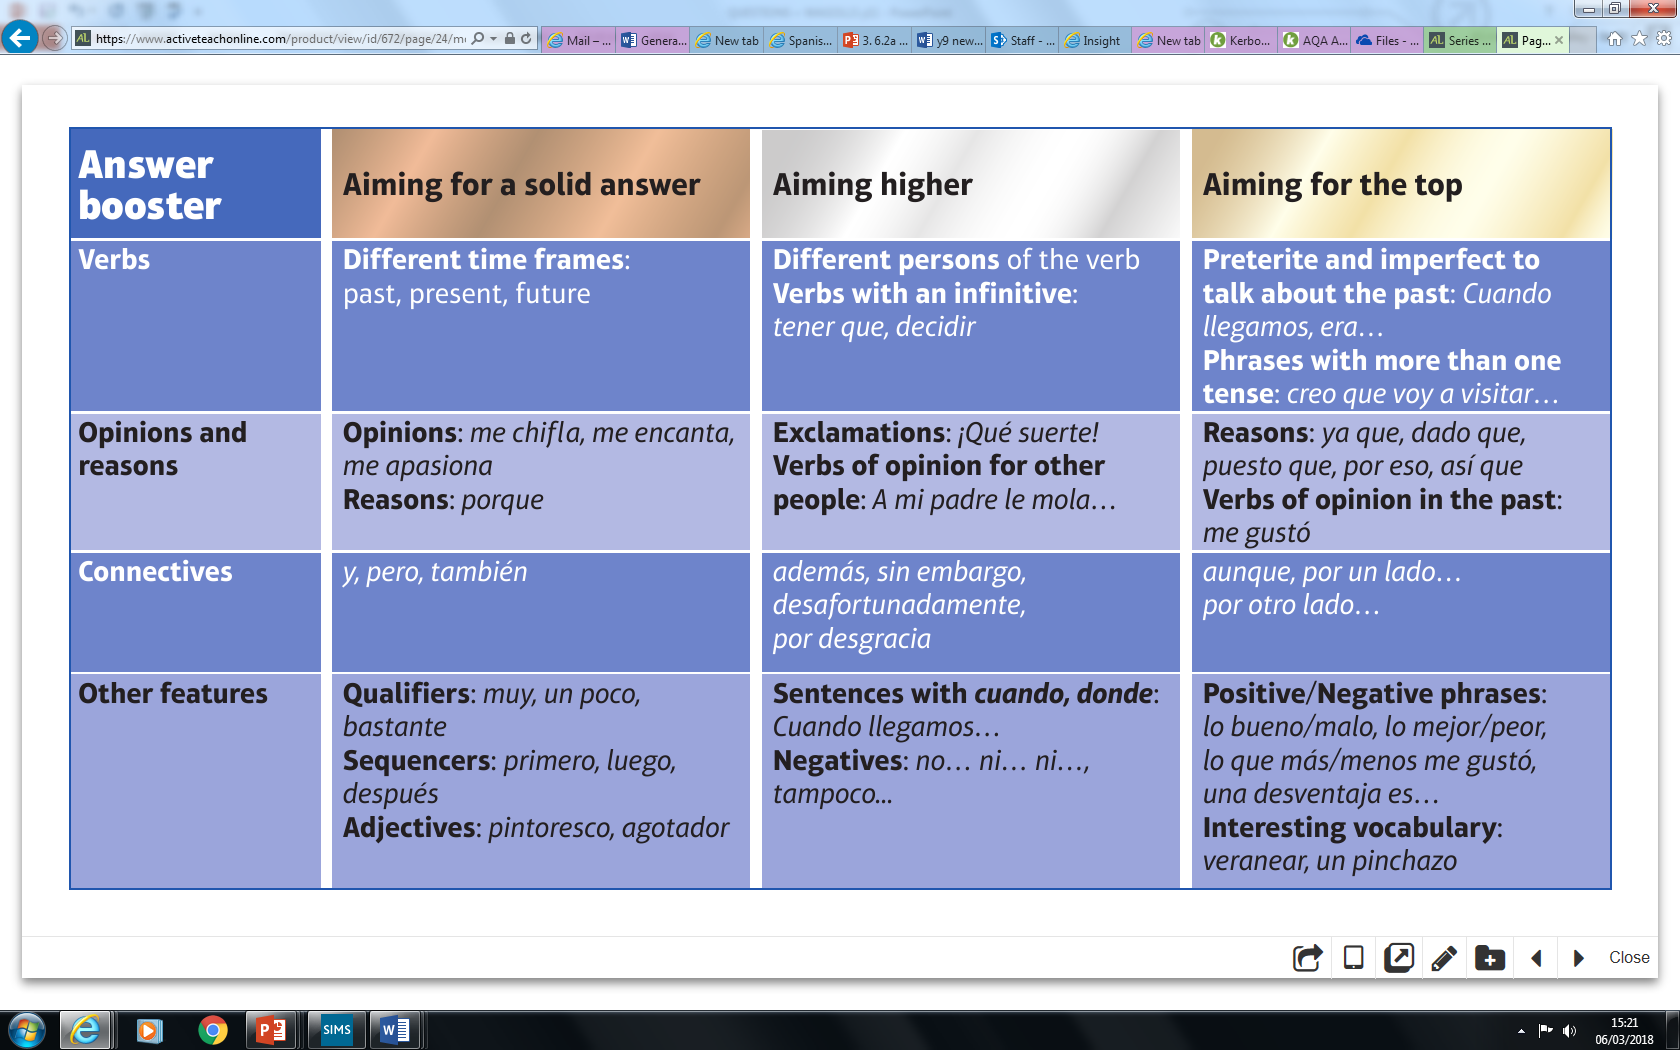 https://www.activeteachonline.com/product/view/id/672/page/24/m
Mail – ...
Genera...
New tab
Spanis...
3. 6.2a ...
y9 new...
Staff - ...
Insight
New tab
Kerbo...
AQA A...
Files - ...
Series ...
Pag...
Answer booster
Aiming for a solid answer
Aiming higher
Aiming for the top
Verbs
Different time frames:
past, present, future
Different persons of the verb
Verbs with an infinitive:
tener que, decidir
Preterite and imperfect to
talk about the past: Cuando
llegamos, era…
Phrases with more than one
tense: creo que voy a visitar…
Opinions and
reasons
Opinions: me chifla, me encanta,
me apasiona
Reasons: porque
Exclamations: ¡Qué suerte!
Verbs of opinion for other
people: A mi padre le mola…
Reasons: ya que, dado que,
puesto que, por eso, así que
Verbs of opinion in the past:
me gustó
Connectives
y, pero, también
además, sin embargo,
desafortunadamente,
por desgracia
aunque, por un lado…
por otro lado…
Other features
Qualifiers: muy, un poco,
bastante
Sequencers: primero, luego,
después
Adjectives: pintoresco, agotador
Sentences with cuando, donde:
Cuando llegamos…
Negatives: no… ni… ni…,
tampoco...
Positive/Negative phrases:
lo bueno/malo, lo mejor/peor,
lo que más/menos me gustó,
una desventaja es…
Interesting vocabulary:
veranear, un pinchazo
Close
SIMS
15:21
06/03/2018